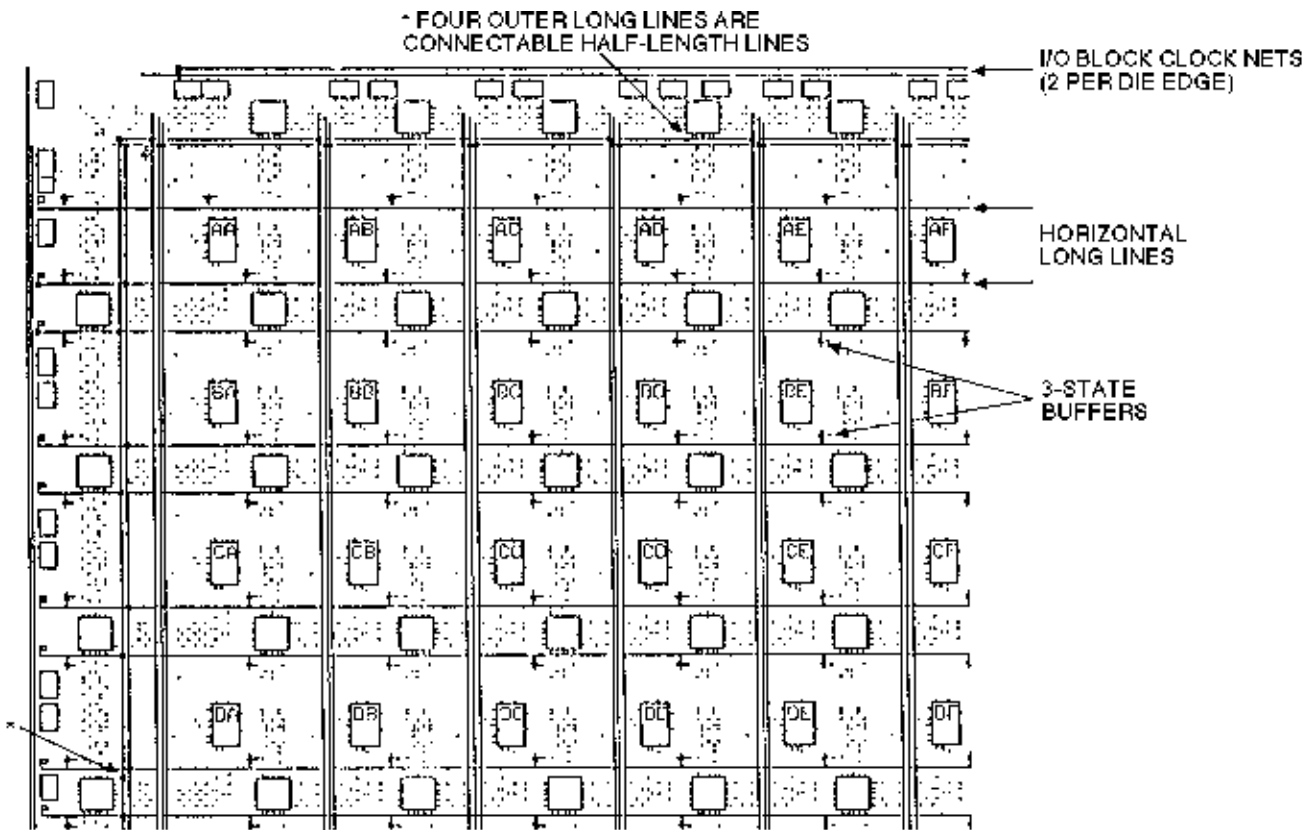 * FOUR OUTER LONG LINES ARE
CONNECTABLE HALF-LENGTH LINES
I/O BLOCK CLOCK NETS
(2 PER DIE EDGE)
HORIZONTAL
LONG LINES
3-STATE
BUFFERS
AA AB AC AD AE AF
BA BB BC BD BE BF
CA CB CC CD CE CF
DA DB DC DD DE DF
*